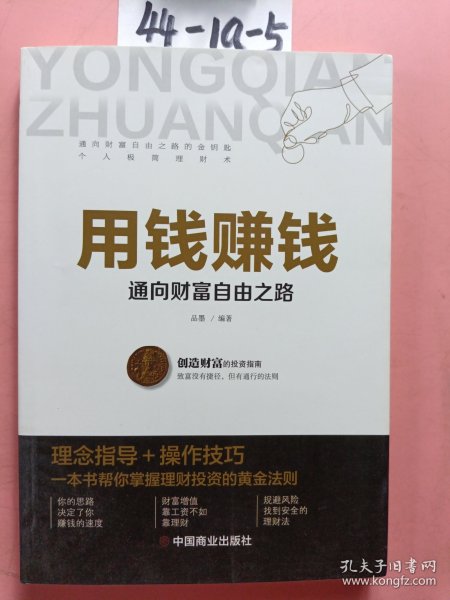 44-1a-5
YONGQIAN
ZHUANQIAN
通向财富自由之路的金钥匙
个人极简理财术
用钱赚钱
通向财富自由之路
品墨 / 编著
创造财富的投资指南
致富没有捷径，但有通行的法则
理念指导+操作技巧
一本书帮你掌握理财投资的黄金法则
你的思路
决定了你
赚钱的速度
财富增值
靠工资不如
靠理财
规避风险
找到安全的
理财法
中国商业出版社
孔夫子旧书网
www.kongfz.com